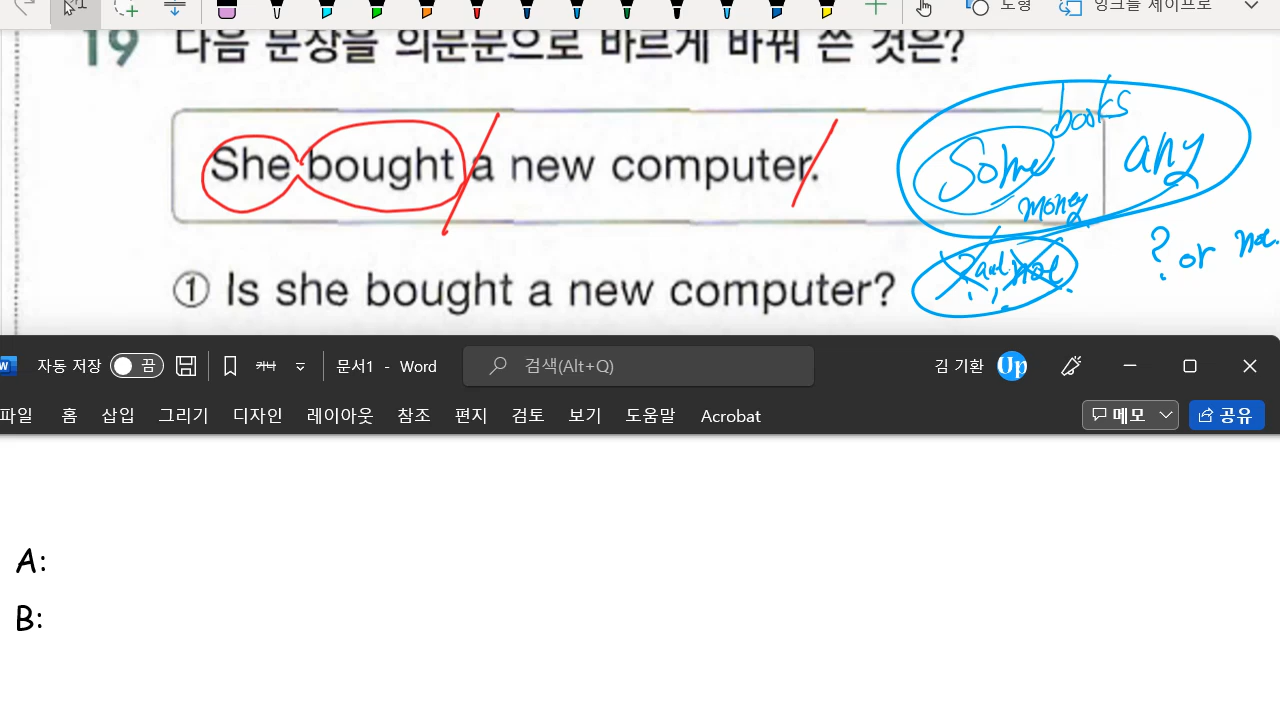 도형
잉크를 셰이프로
19 다음 문장을 의문문으로 바르게 바꿔 쓴 것은?
She bought a new computer.
books
Some any
money
? or not
① Is she bought a new computer?
자동 저장 끔 문서1 - Word 검색(Alt+Q) 김 기환 Up
파일 홈 삽입 그리기 디자인 레이아웃 참조 편지 검토 보기 도움말 Acrobat 메모 공유
A:
B: